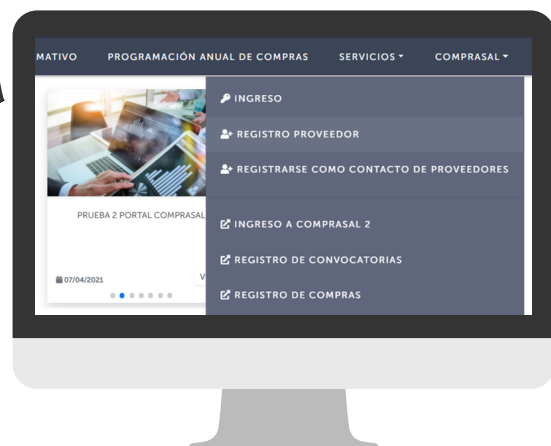 MATIVO PROGRAMACIÓN ANUAL DE COMPRAS SERVICIOS COMPRASAL
INGRESO
REGISTRO PROVEEDOR
REGISTRARSE COMO CONTACTO DE PROVEEDORES
PRUEBA 2 PORTAL COMPRASAL
INGRESO A COMPRASAL 2
REGISTRO DE CONVOCATORIAS
07/04/2021 V
REGISTRO DE COMPRAS